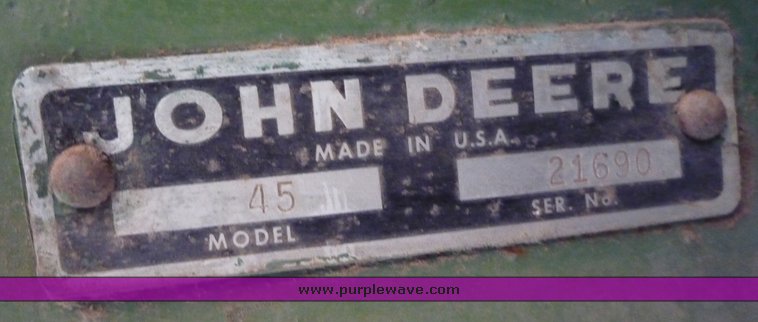 JOHN DEERE
MADE IN U.S.A.
45 21690
MODEL SER. No.
www.purplewave.com